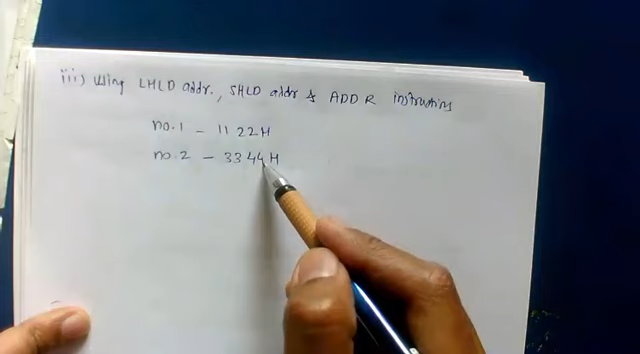 iii) Using LHLD addr., SHLD addr & ADD R instructions
no.1 - 1122H
no.2 - 3344H